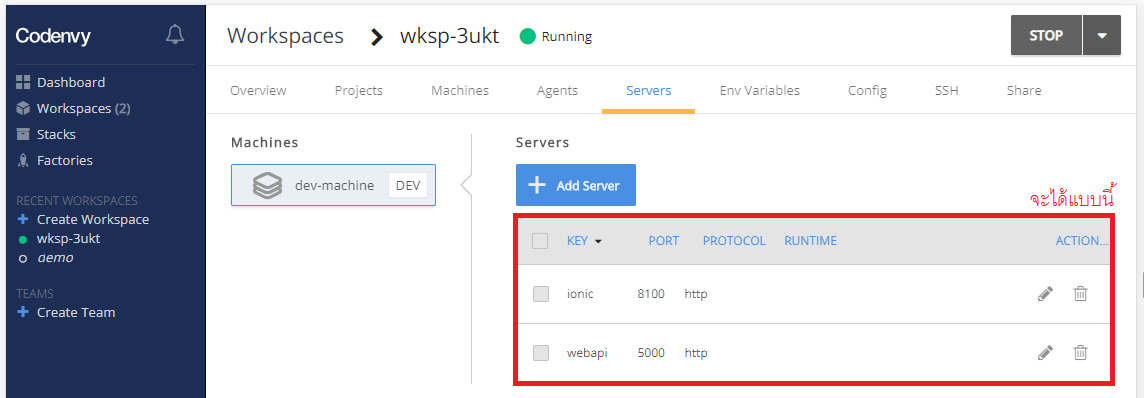 Codenvy
Dashboard
Workspaces (2)
Stacks
Factories
RECENT WORKSPACES
+ Create Workspace
wksp-3ukt
demo
TEAMS
+ Create Team
Workspaces > wksp-3ukt Running
STOP
Overview Projects Machines Agents Servers Env Variables Config SSH Share
Machines
dev-machine DEV
Servers
+ Add Server
จะได้แบบนี้
KEY PORT PROTOCOL RUNTIME ACTION...
ionic 8100 http
webapi 5000 http